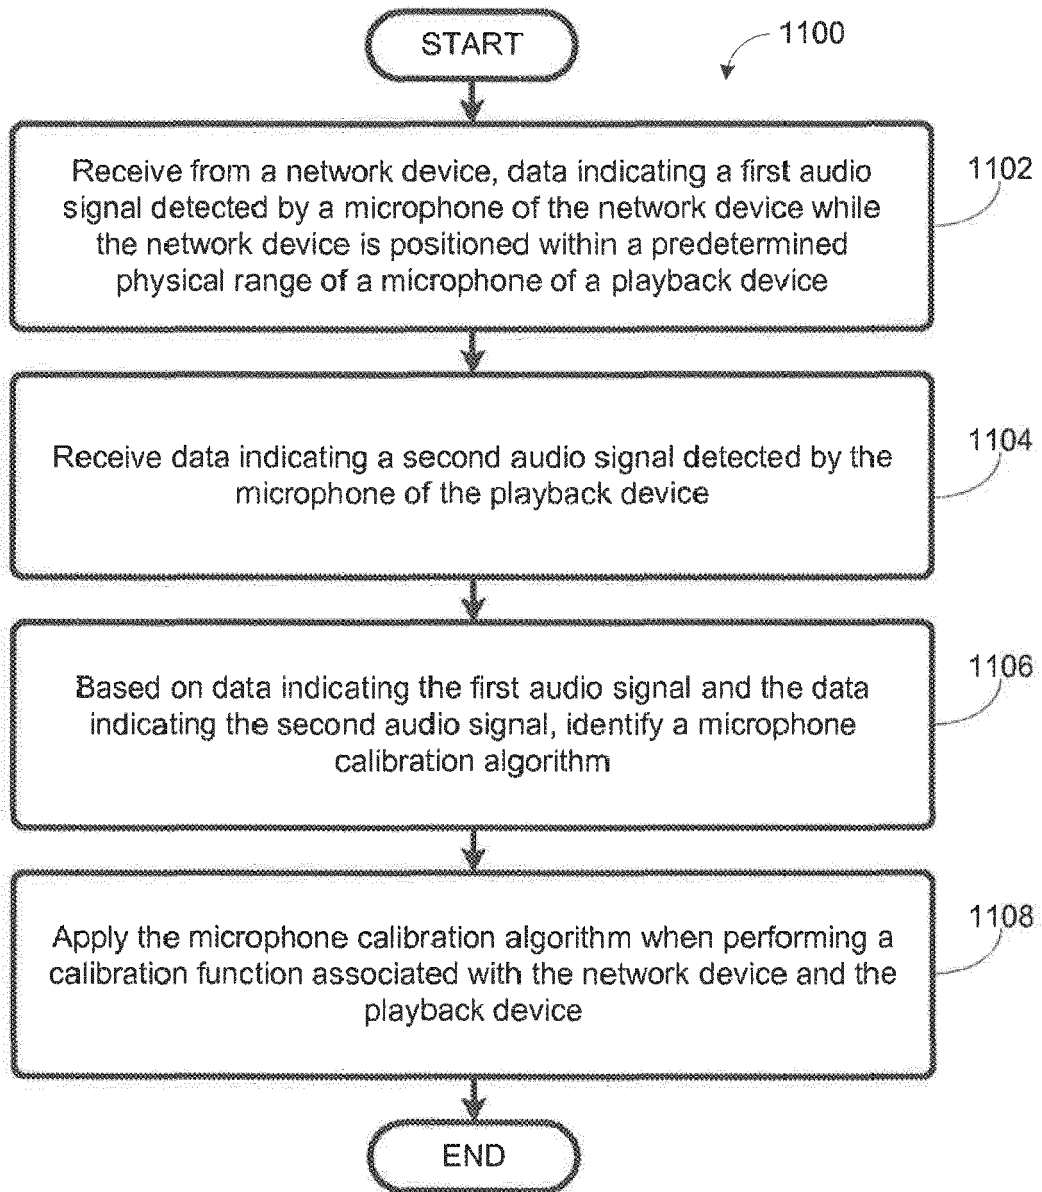 START
1100
Receive from a network device, data indicating a first audio
signal detected by a microphone of the network device while
the network device is positioned within a predetermined
physical range of a microphone of a playback device
1102
Receive data indicating a second audio signal detected by the
microphone of the playback device
1104
Based on data indicating the first audio signal and the data
indicating the second audio signal, identify a microphone
calibration algorithm
1106
Apply the microphone calibration algorithm when performing a
calibration function associated with the network device and the
playback device
1108
END